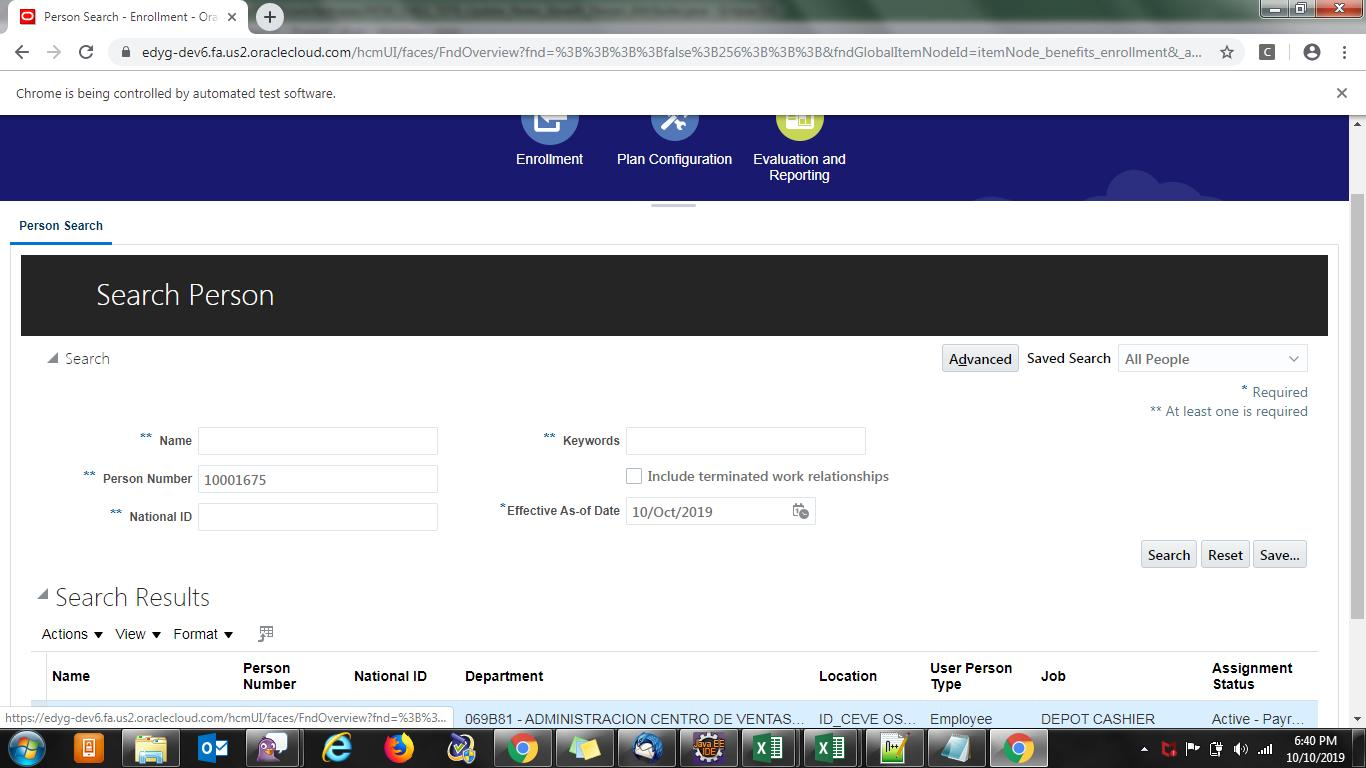 Person Search - Enrollment - Ora
edyg-dev6.fa.us2.oraclecloud.com/hcmUI/faces/FndOverview?fnd=%3B%3B%3B%3Bfalse%3B256%3B%3B%3B&fndGlobalItemNodeId=itemNode_benefits_enrollment&_a...
C
Chrome is being controlled by automated test software.
Enrollment
Plan Configuration
Evaluation and
Reporting
Person Search
Search Person
Search
Advanced
Saved Search
All People
* Required
** At least one is required
** Name
** Keywords
** Person Number
10001675
Include terminated work relationships
** National ID
*Effective As-of Date
10/Oct/2019
Search Reset Save...
Search Results
Actions View Format
Name Person Number National ID Department Location User Person Type Job Assignment Status
069B81 - ADMINISTRACION CENTRO DE VENTAS... ID_CEVE OS... Employee DEPOT CASHIER Active - Payr...
https://edyg-dev6.fa.us2.oraclecloud.com/hcmUI/faces/FndOverview?fnd=%3B%3...
Java EE
IDE
6:40 PM
10/10/2019